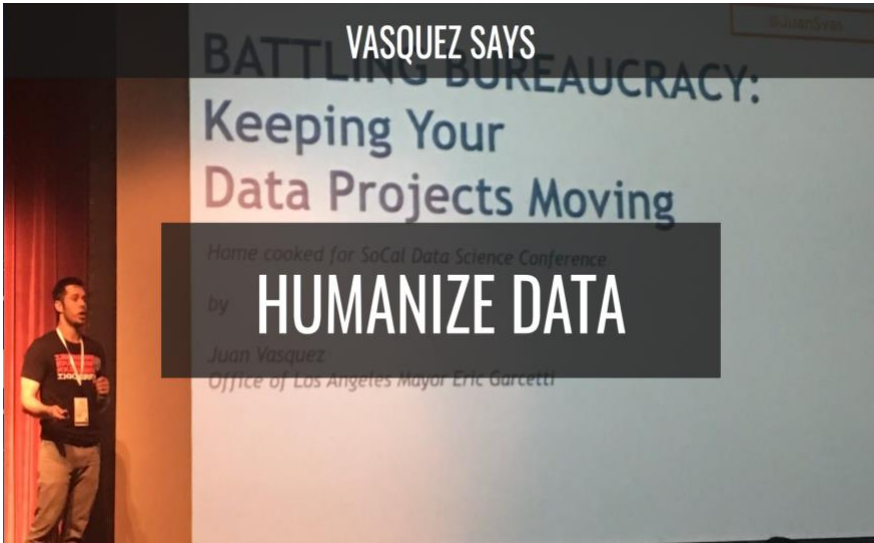 VASQUEZ SAYS
@JuanSvas
BATTLING BUREAUCRACY:
Keeping Your
Data Projects Moving
Home cooked for SoCal Data Science Conference
HUMANIZE DATA
by
Juan Vasquez
Office of Los Angeles Mayor Eric Garcetti